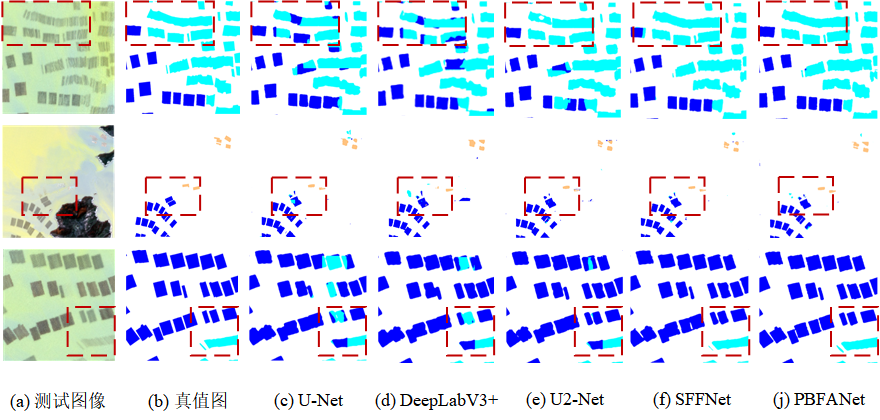 (a) 测试图像 (b) 真值图 (c) U-Net (d) DeepLabV3+ (e) U2-Net (f) SFFNet (j) PBFANet